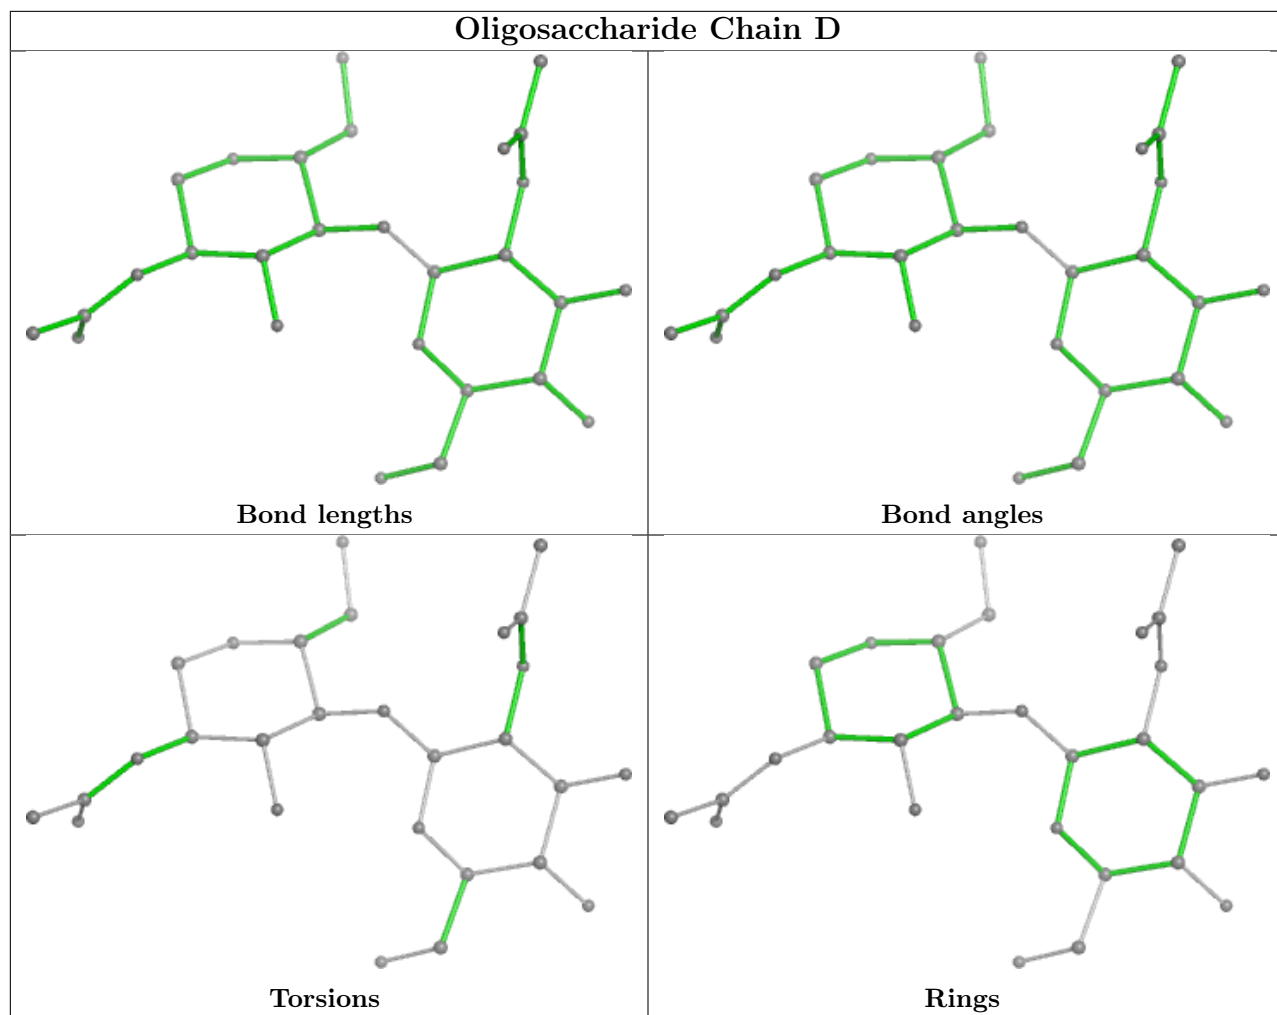 Oligosaccharide Chain D
Bond lengths
Bond angles
Torsions
Rings